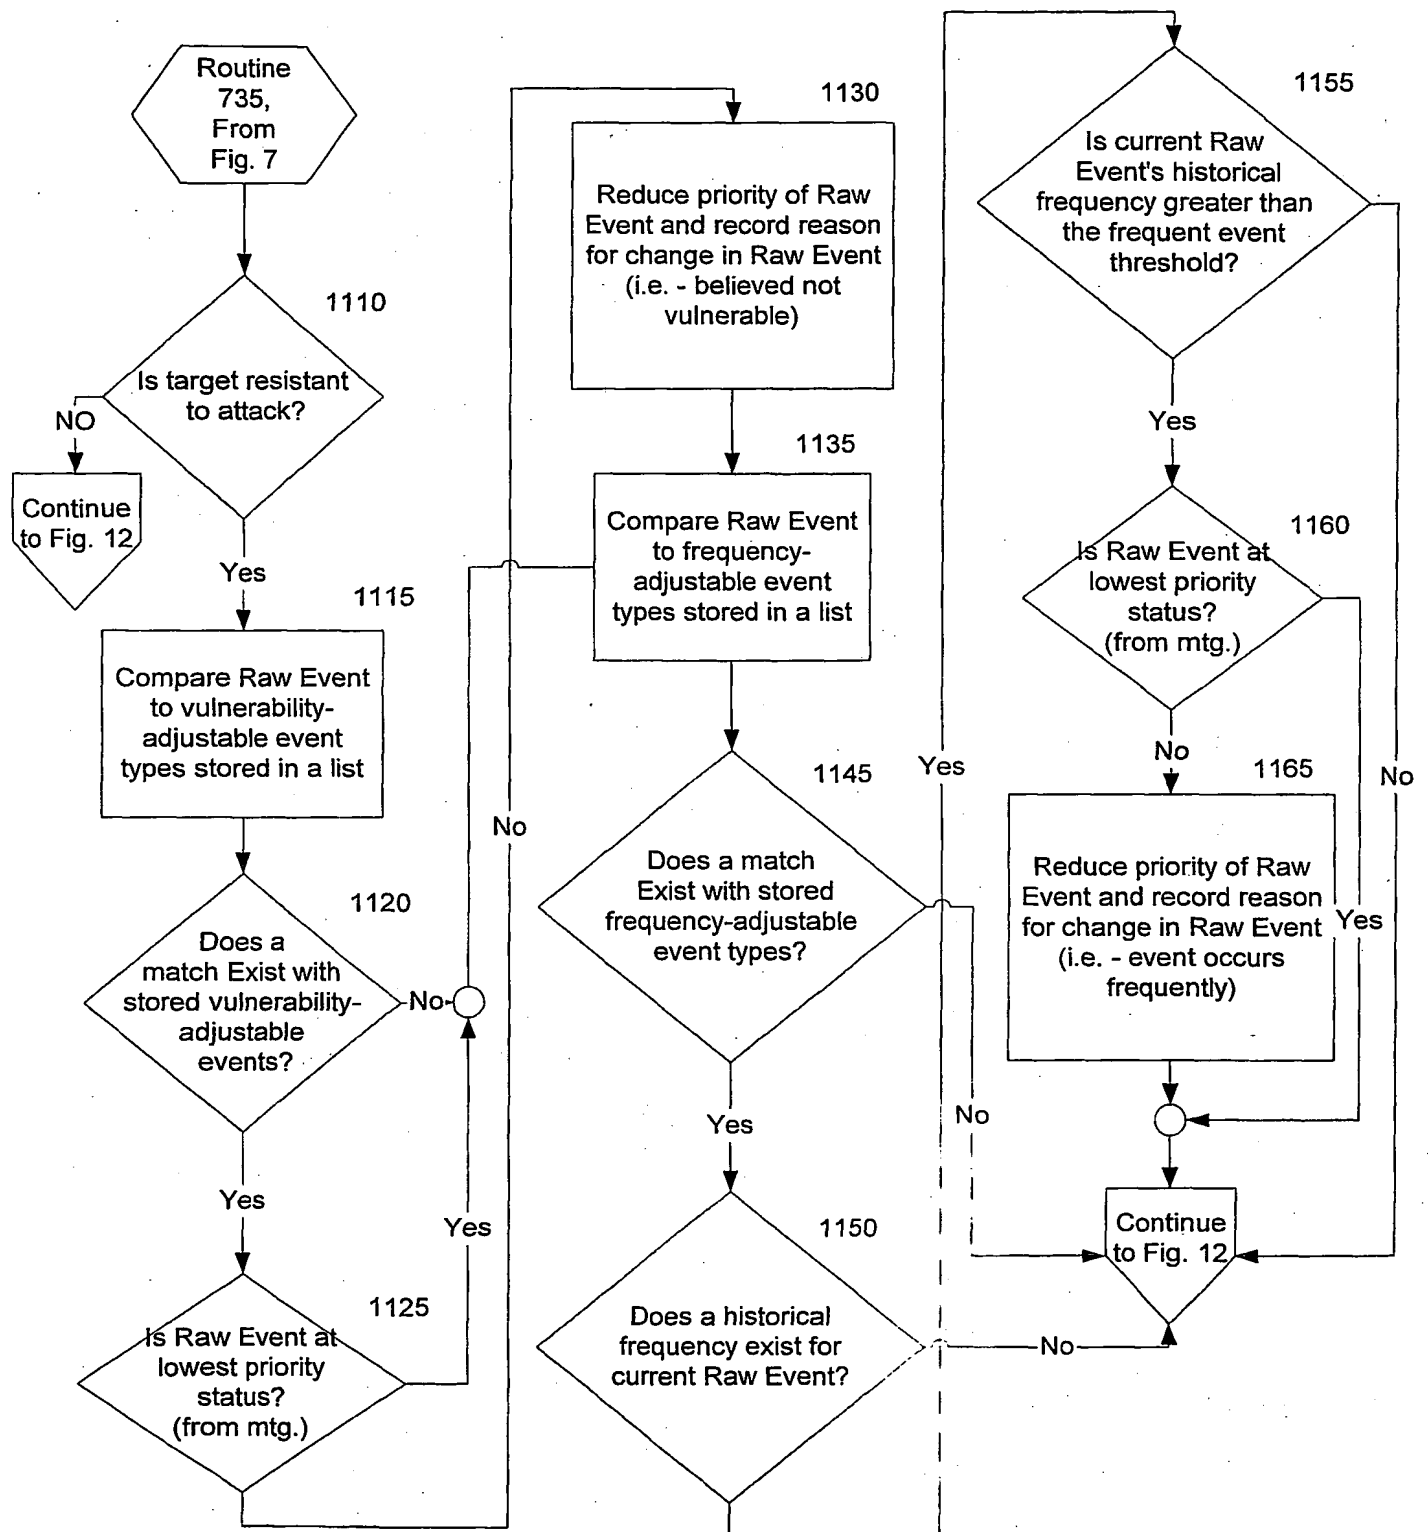 Routine
735,
From
Fig. 7
1110
Is target resistant
to attack?
NO
Continue
to Fig. 12
Yes
1115
Compare Raw Event
to vulnerability-
adjustable event
types stored in a list
1120
Does a
match Exist with
stored vulnerability-
adjustable
events?
No
Yes
Yes
1125
Is Raw Event at
lowest priority
status?
(from mtg.)
No
1130
Reduce priority of Raw
Event and record reason
for change in Raw Event
(i.e. - believed not
vulnerable)
1135
Compare Raw Event
to frequency-
adjustable event
types stored in a list
1145
Does a match
Exist with stored
frequency-adjustable
event types?
No
Yes
1150
Does a historical
frequency exist for
current Raw Event?
No
Yes
1155
Is current Raw
Event's historical
frequency greater than
the frequent event
threshold?
Yes
No
1160
Is Raw Event at
lowest priority
status?
(from mtg.)
No
Yes
1165
Reduce priority of Raw
Event and record reason
for change in Raw Event
(i.e. - event occurs
frequently)
Continue
to Fig. 12